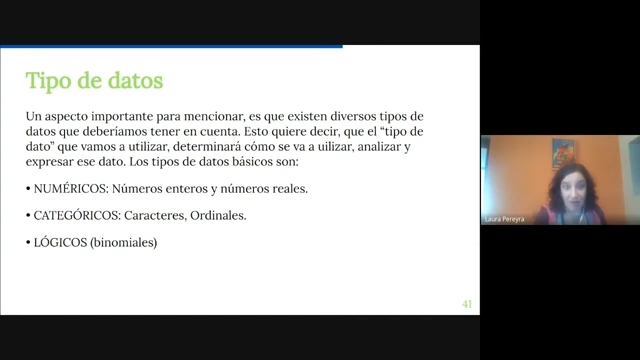 Tipo de datos
Un aspecto importante para mencionar, es que existen diversos tipos de
datos que deberíamos tener en cuenta. Esto quiere decir, que el “tipo de
dato” que vamos a utilizar, determinará cómo se va a uilizar, analizar y
expresar ese dato. Los tipos de datos básicos son:
• NUMÉRICOS: Números enteros y números reales.
• CATEGÓRICOS: Caracteres, Ordinales.
• LÓGICOS (binomiales)
41
Laura Pereyra